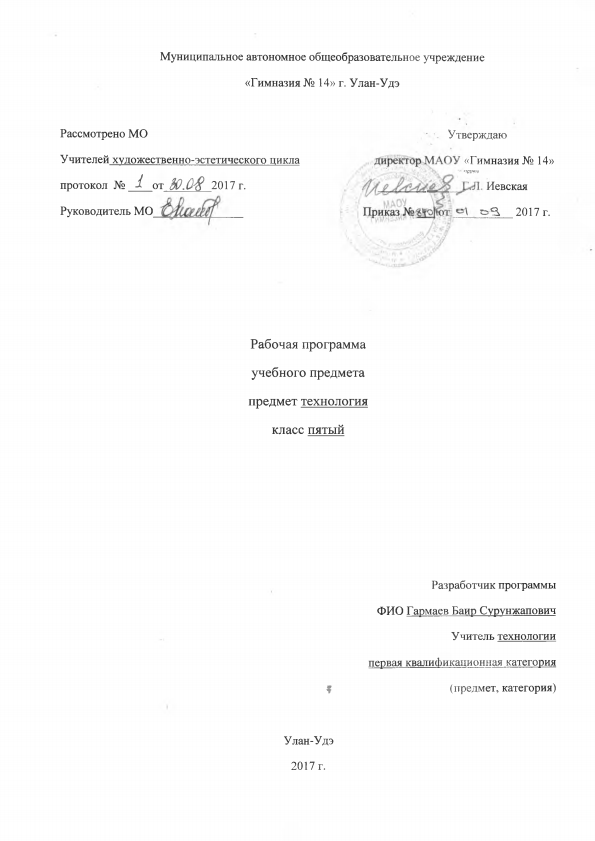 Муниципальное автономное общеобразовательное учреждение
«Гимназия № 14» г. Улан-Удэ
Рассмотрено МО
Учителей художественно-эстетического цикла
протокол № 1 от 30.08 2017 г.
Руководитель МО
Утверждаю
директор МАОУ «Гимназия № 14»
Г.Л. Иевская
Приказ № от 01 09 2017 г.
МАОУ
Рабочая программа
учебного предмета
предмет технология
класс пятый
Разработчик программы
ФИО Гармаев Баир Сурунжапович
Учитель технологии
первая квалификационная категория
(предмет, категория)
Улан-Удэ
2017 г.